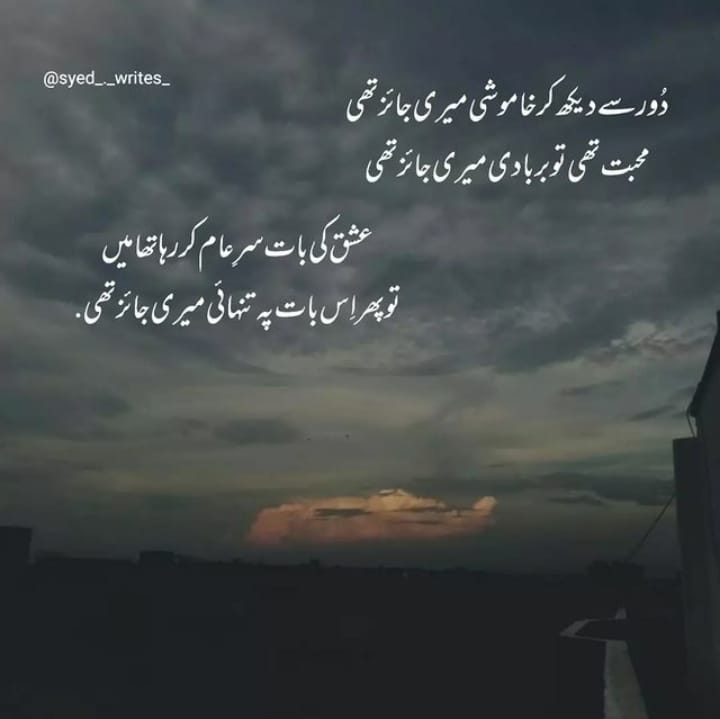 @syed_._writes_
دُور سے دیکھ کر خاموشی میری جائز تھی
محبت تھی تو بربادی میری جائز تھی
عشق کی بات سرِ عام کر رہا تھا میں
تو پھر اِس بات پہ تنہائی میری جائز تھی.